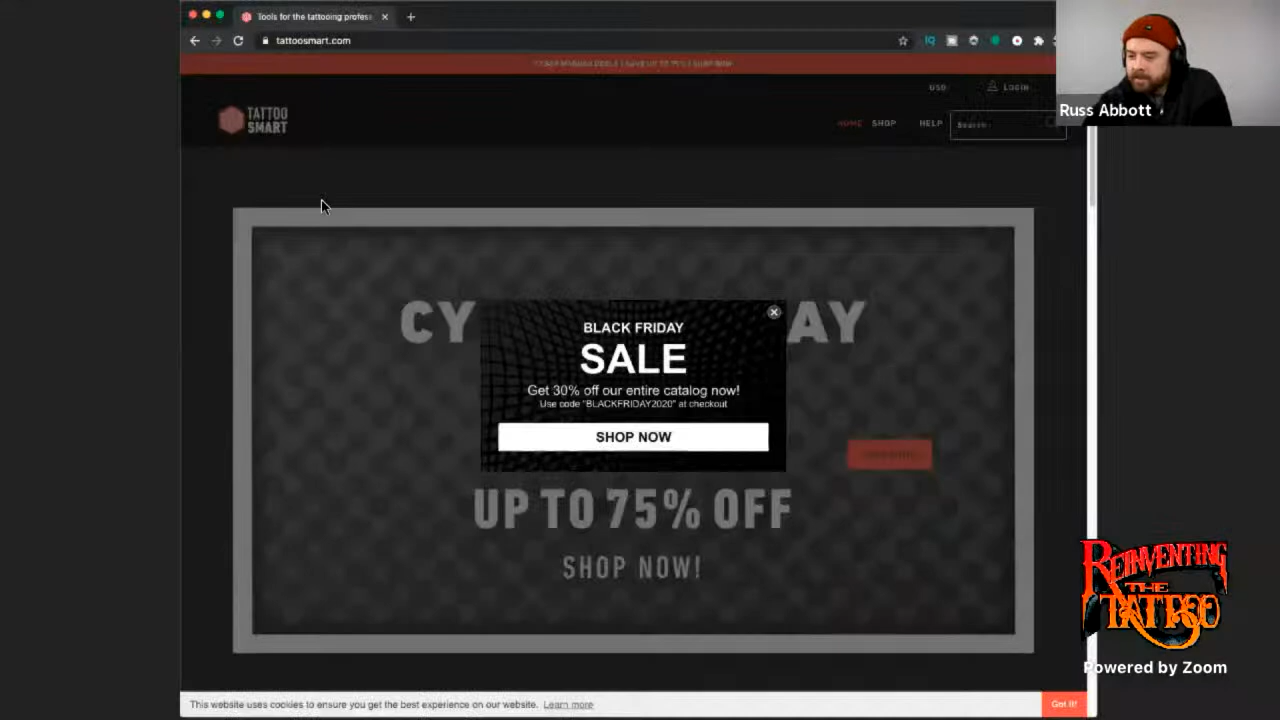 Tools for the tattooing profess
tattoosmart.com
USD
LOGIN
TATTOO
SMART
HOME SHOP HELP Search
Russ Abbott
CY AY
BLACK FRIDAY
SALE
Get 30% off our entire catalog now!
Use code "BLACKFRIDAY2020" at checkout
SHOP NOW
UP TO 75% OFF
SHOP NOW!
REINVENTING
THE
TATTOO
Powered by Zoom
This website uses cookies to ensure you get the best experience on our website. Learn more
Got it!